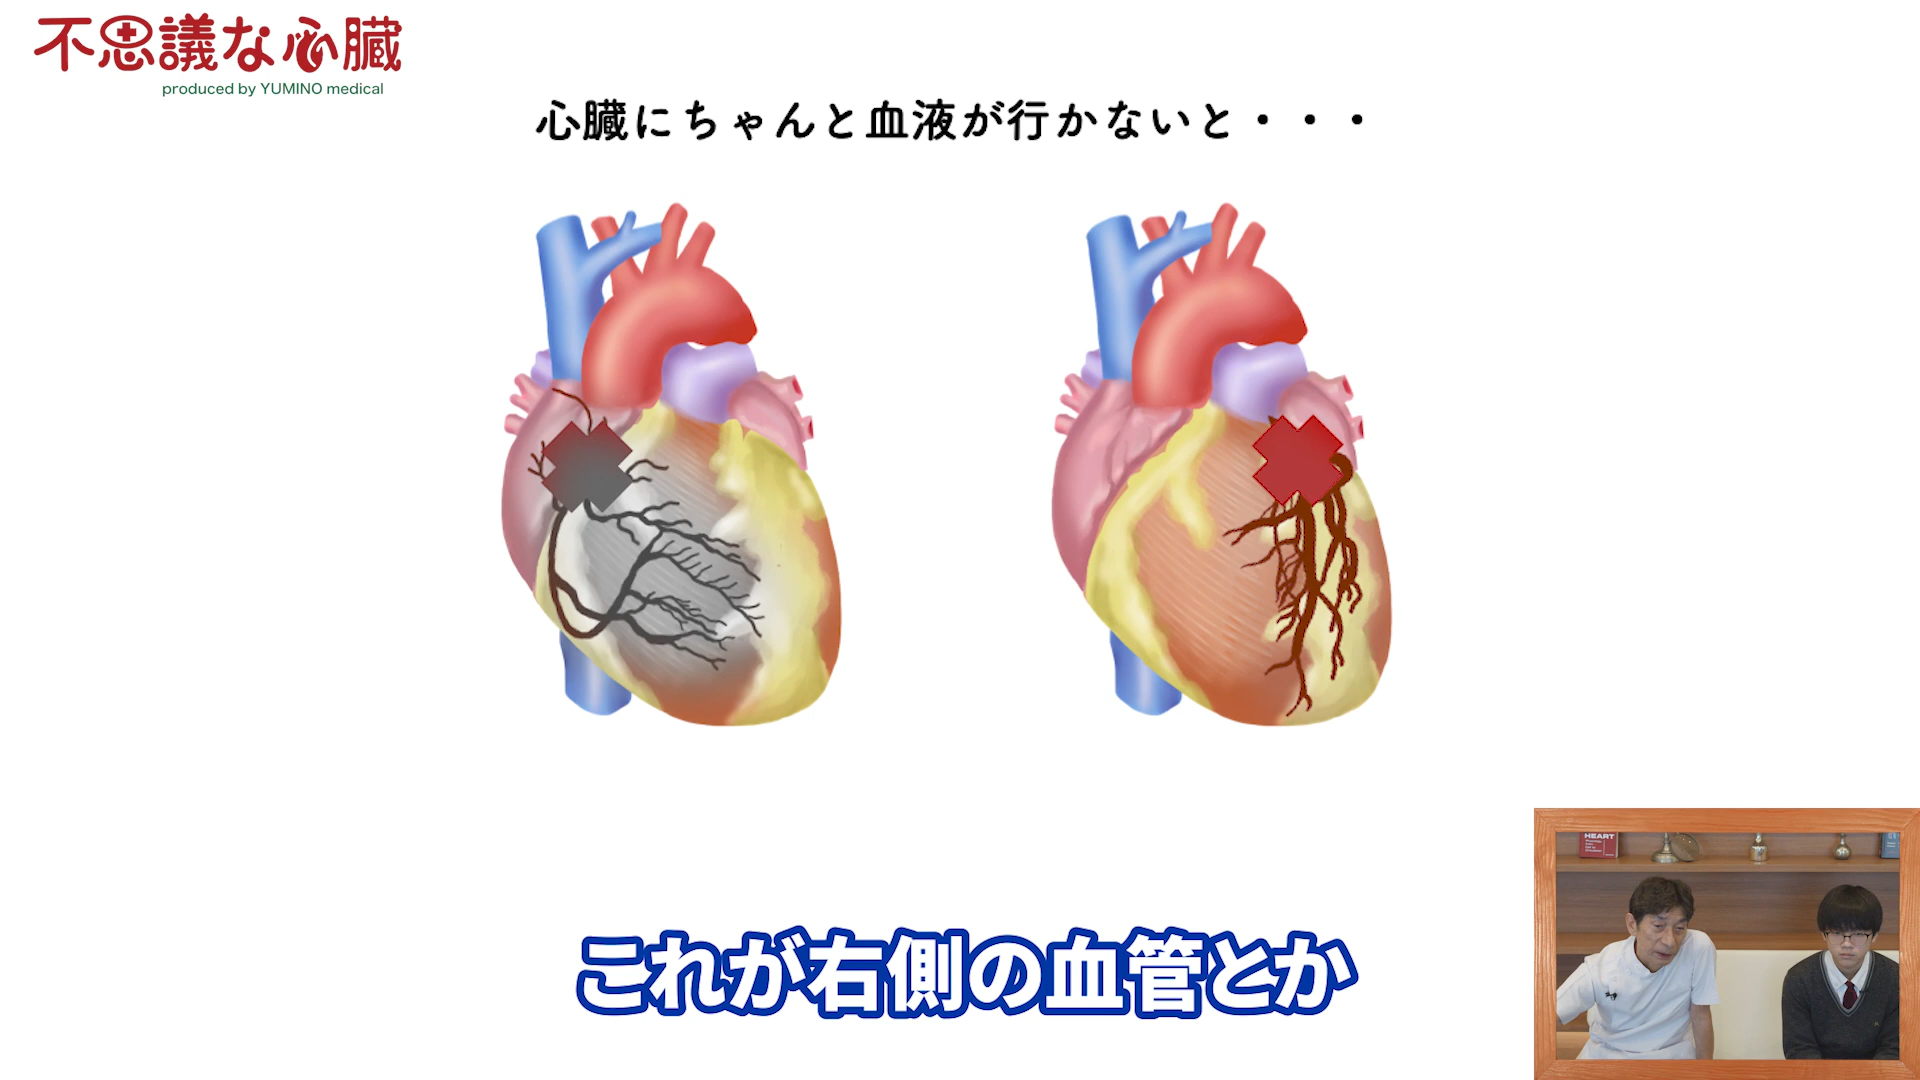 不思議な心臓
produced by YUMINO medical
心臓にちゃんと血液が行かないと・・・
HEART
これが右側の血管とか